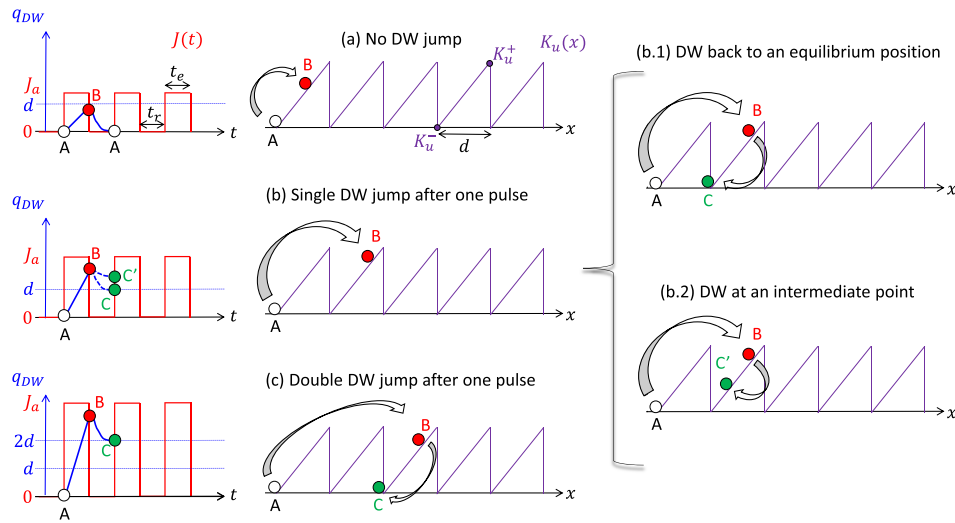 q_DW
J(t)
J_a
d
0
t_e
t_r
B
A
A
t
(a) No DW jump
B
A
K_u^+
K_u(x)
K_u^-
d
x
(b.1) DW back to an equilibrium position
B
A
C
x
q_DW
J_a
d
0
B
C'
C
A
t
(b) Single DW jump after one pulse
B
A
x
(b.2) DW at an intermediate point
B
C'
A
x
q_DW
J_a
2d
d
0
B
C
A
t
(c) Double DW jump after one pulse
B
A
C
x